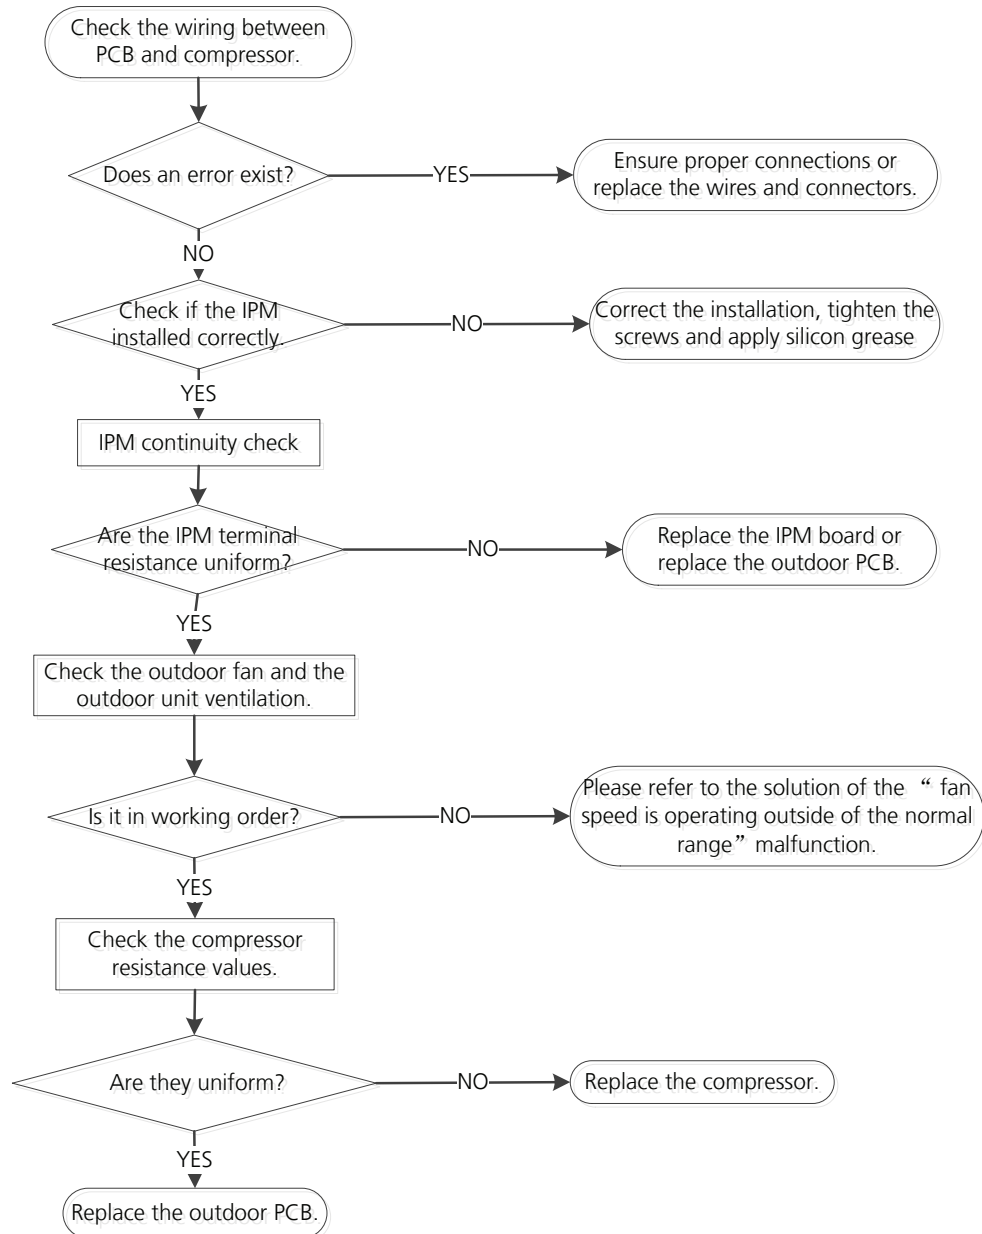 Check the wiring between
PCB and compressor.
Does an error exist?
YES
Ensure proper connections or
replace the wires and connectors.
NO
Check if the IPM
installed correctly.
NO
Correct the installation, tighten the
screws and apply silicon grease
YES
IPM continuity check
Are the IPM terminal
resistance uniform?
NO
Replace the IPM board or
replace the outdoor PCB.
YES
Check the outdoor fan and the
outdoor unit ventilation.
Is it in working order?
NO
Please refer to the solution of the “ fan
speed is operating outside of the normal
range” malfunction.
YES
Check the compressor
resistance values.
Are they uniform?
NO
Replace the compressor.
YES
Replace the outdoor PCB.